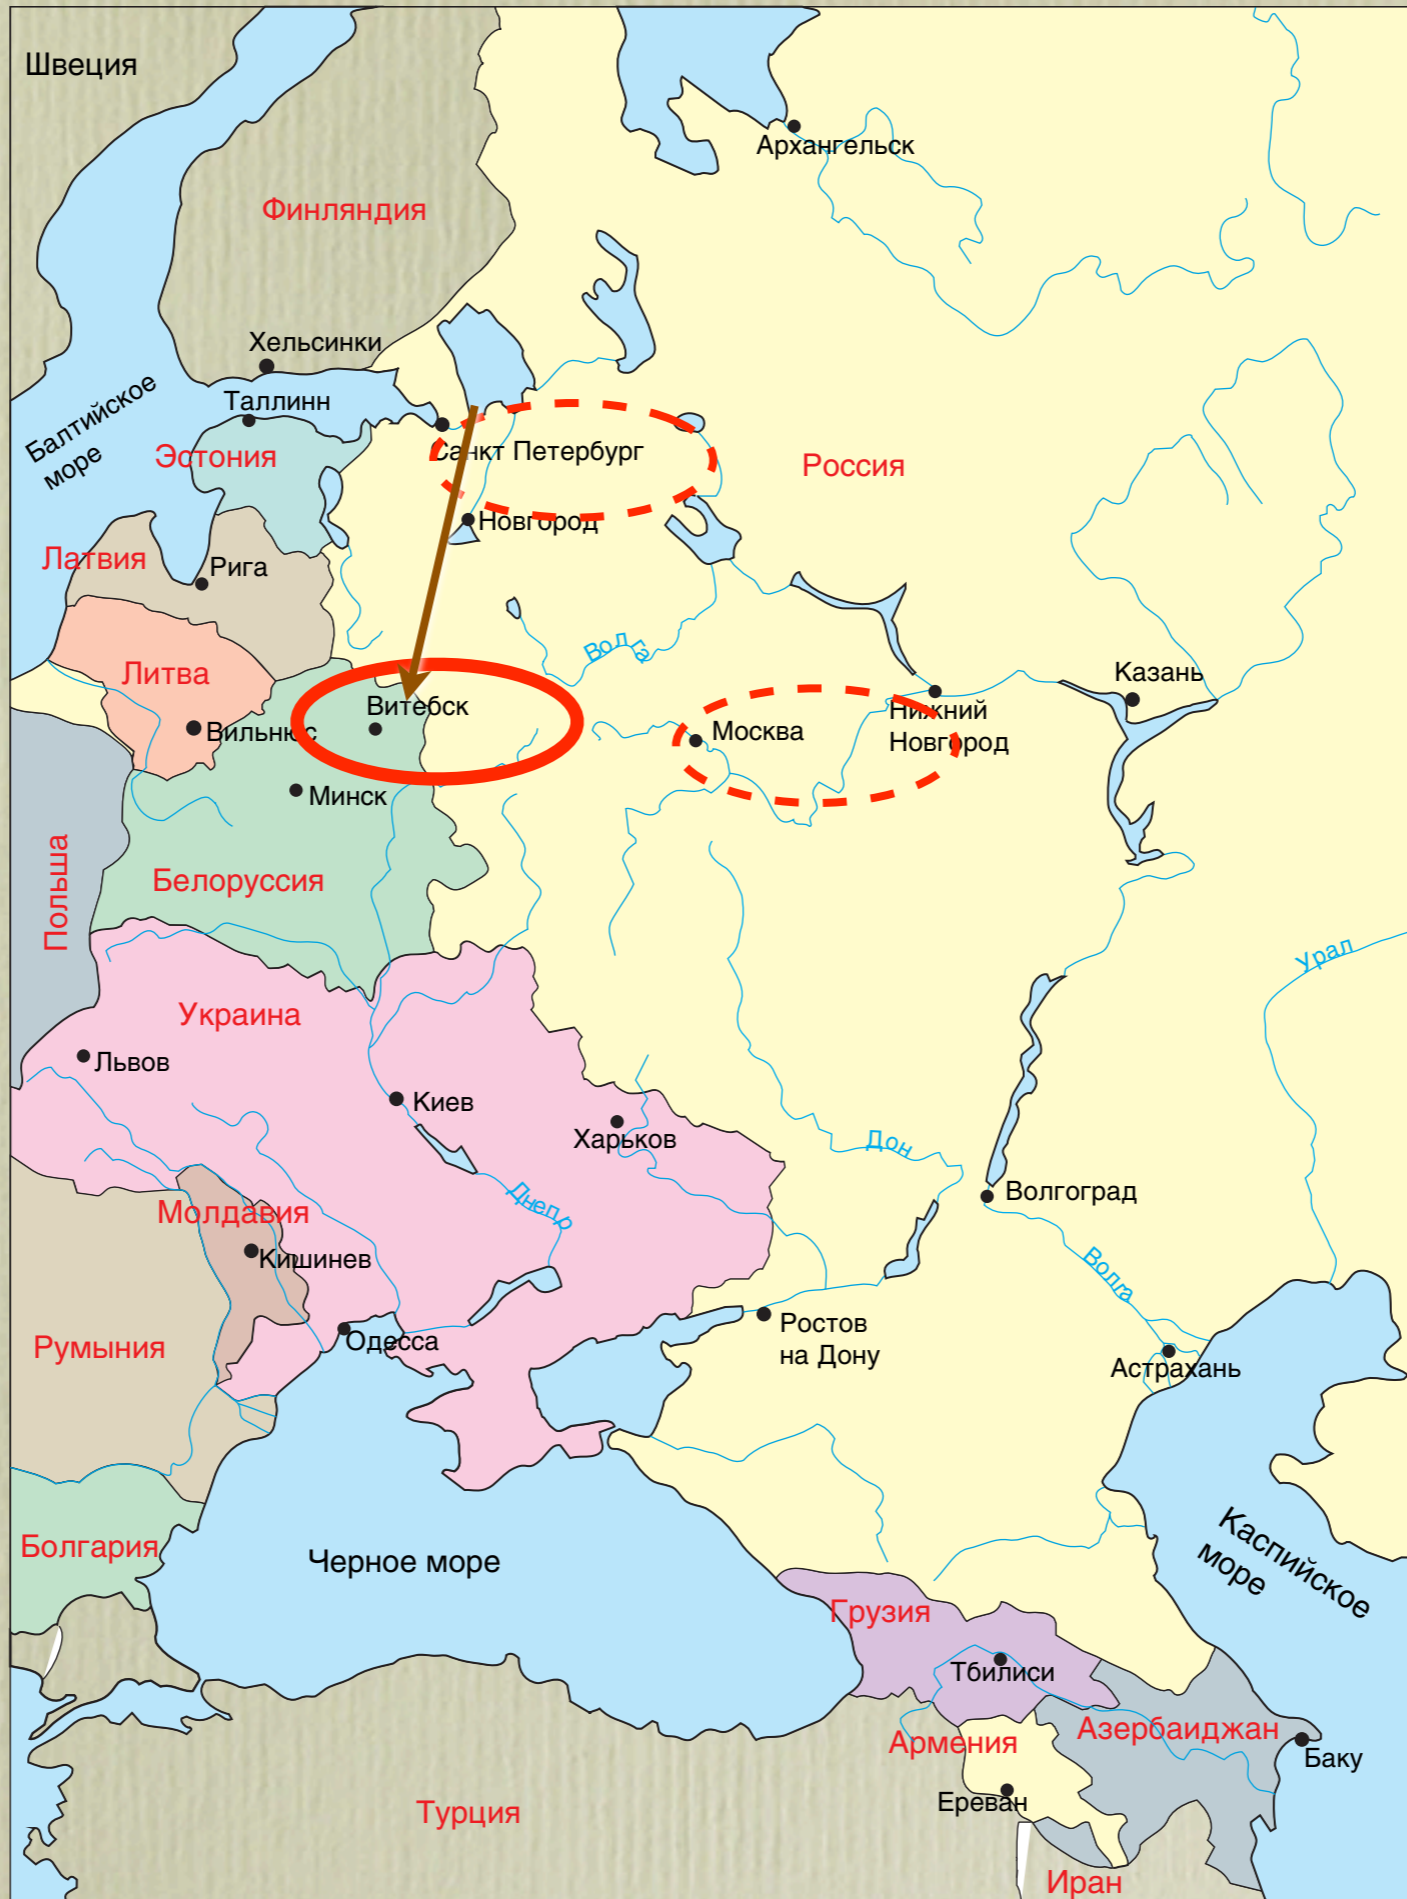 Швеция
Архангельск
Финляндия
Хельсинки
Таллинн
Балтийское
море
Эстония
Санкт Петербург
Россия
Новгород
Латвия
Рига
Волга
Литва
Казань
Витебск
Вильнюс
Москва
Нижний
Новгород
Минск
Польша
Белоруссия
Урал
Украина
Львов
Киев
Харьков
Дон
Днепр
Волгоград
Молдавия
Кишинев
Волга
Румыния
Одесса
Ростов
на Дону
Астрахань
Болгария
Черное море
Каспийское
море
Грузия
Тбилиси
Армения
Азербаиджан
Баку
Ереван
Турция
Иран